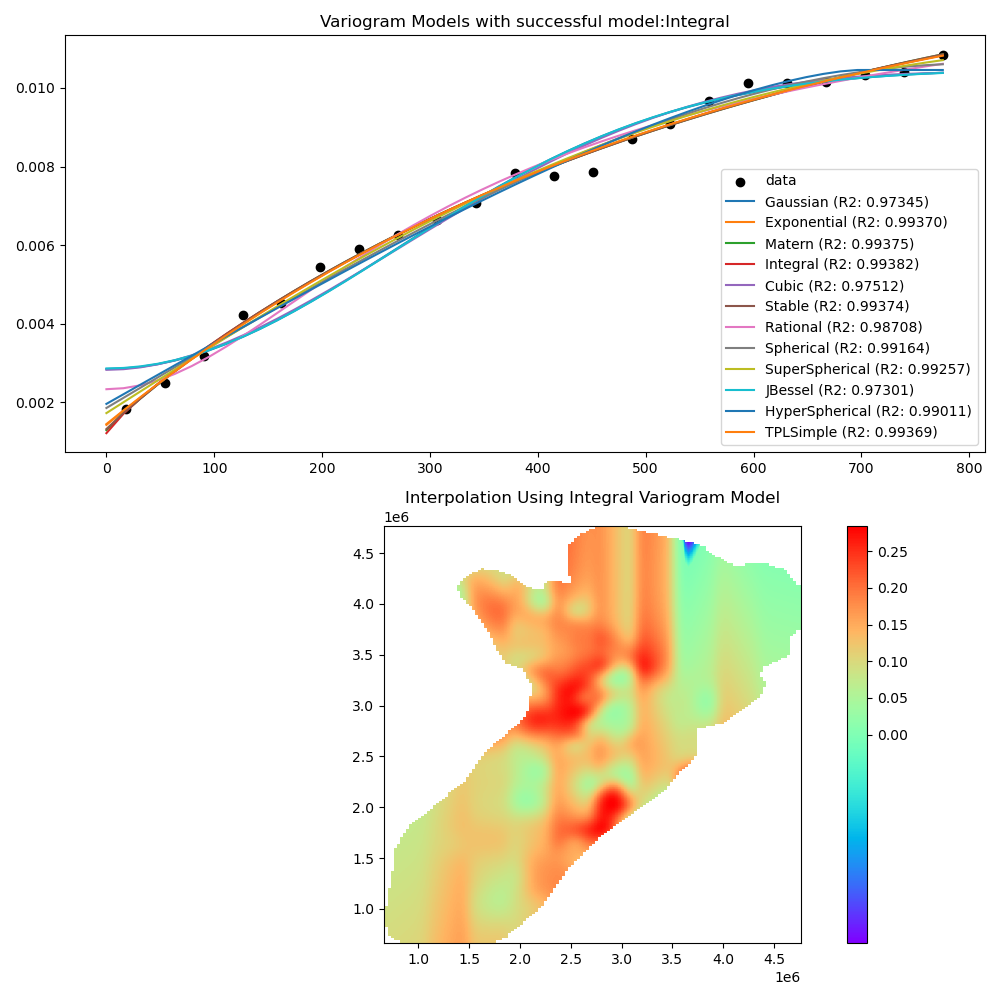 Variogram Models with successful model:Integral
0.010
0.008
0.006
0.004
0.002
data
Gaussian (R2: 0.97345)
Exponential (R2: 0.99370)
Matern (R2: 0.99375)
Integral (R2: 0.99382)
Cubic (R2: 0.97512)
Stable (R2: 0.99374)
Rational (R2: 0.98708)
Spherical (R2: 0.99164)
SuperSpherical (R2: 0.99257)
JBessel (R2: 0.97301)
HyperSpherical (R2: 0.99011)
TPLSimple (R2: 0.99369)
0 100 200 300 400 500 600 700 800
Interpolation Using Integral Variogram Model
1e6
4.5
4.0
3.5
3.0
2.5
2.0
1.5
1.0
1.0 1.5 2.0 2.5 3.0 3.5 4.0 4.5
1e6
0.25
0.20
0.15
0.10
0.05
0.00